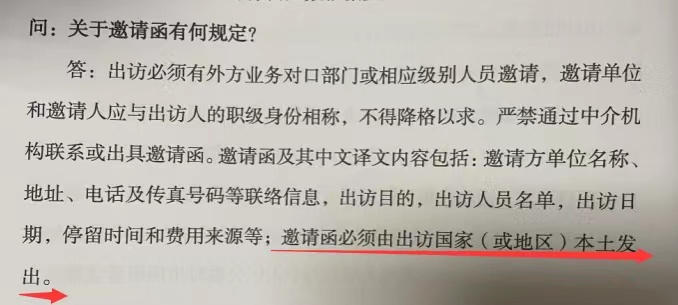 问：关于邀请函有何规定？
答：出访必须有外方业务对口部门或相应级别人员邀请，邀请单位
和邀请人应与出访人的职级身份相称，不得降格以求。严禁通过中介机
构联系或出具邀请函。邀请函及其中文译文内容包括：邀请方单位名称、
地址、电话及传真号码等联络信息，出访目的，出访人员名单，出访日
期，停留时间和费用来源等；邀请函必须由出访国家（或地区）本土发
出。